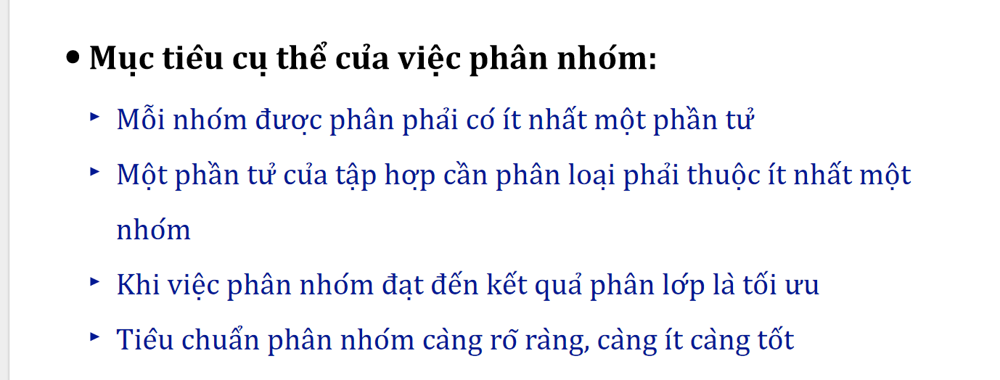 • Mục tiêu cụ thể của việc phân nhóm:
‣ Mỗi nhóm được phân phải có ít nhất một phần tử
‣ Một phần tử của tập hợp cần phân loại phải thuộc ít nhất một
nhóm
‣ Khi việc phân nhóm đạt đến kết quả phân lớp là tối ưu
‣ Tiêu chuẩn phân nhóm càng rõ ràng, càng ít càng tốt